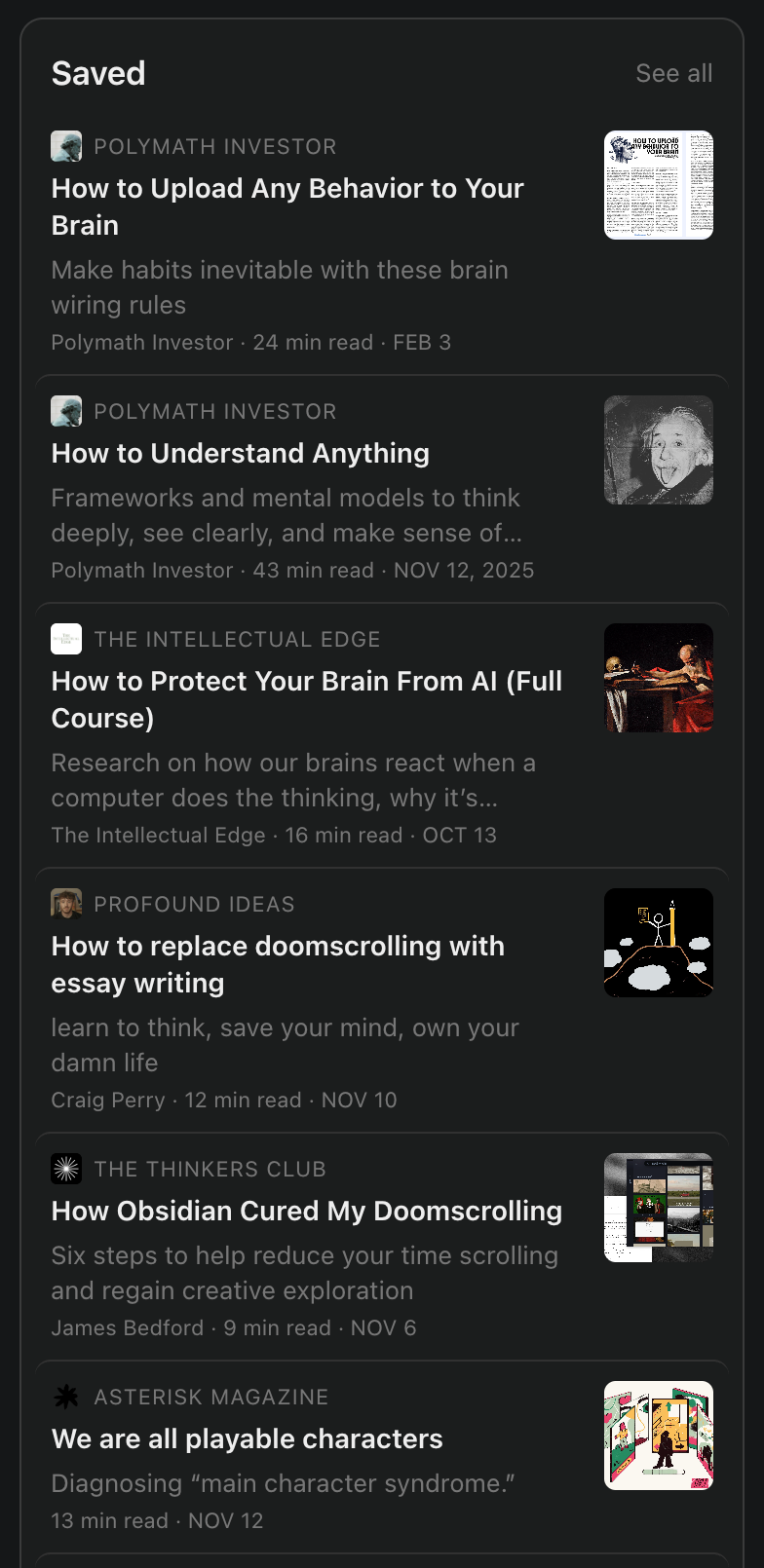 Saved
See all
POLYMATH INVESTOR
How to Upload Any Behavior to Your
Brain
Make habits inevitable with these brain
wiring rules
Polymath Investor · 24 min read · FEB 3
HOW TO UPLOAD
ANY BEHAVIOR TO
YOUR BRAIN
POLYMATH INVESTOR
How to Understand Anything
Frameworks and mental models to think
deeply, see clearly, and make sense of...
Polymath Investor · 43 min read · NOV 12, 2025
THE INTELLECTUAL EDGE
How to Protect Your Brain From AI (Full
Course)
Research on how our brains react when a
computer does the thinking, why it’s...
The Intellectual Edge · 16 min read · OCT 13
PROFOUND IDEAS
How to replace doomscrolling with
essay writing
learn to think, save your mind, own your
damn life
Craig Perry · 12 min read · NOV 10
THE THINKERS CLUB
How Obsidian Cured My Doomscrolling
Six steps to help reduce your time scrolling
and regain creative exploration
James Bedford · 9 min read · NOV 6
ASTERISK MAGAZINE
We are all playable characters
Diagnosing “main character syndrome.”
13 min read · NOV 12